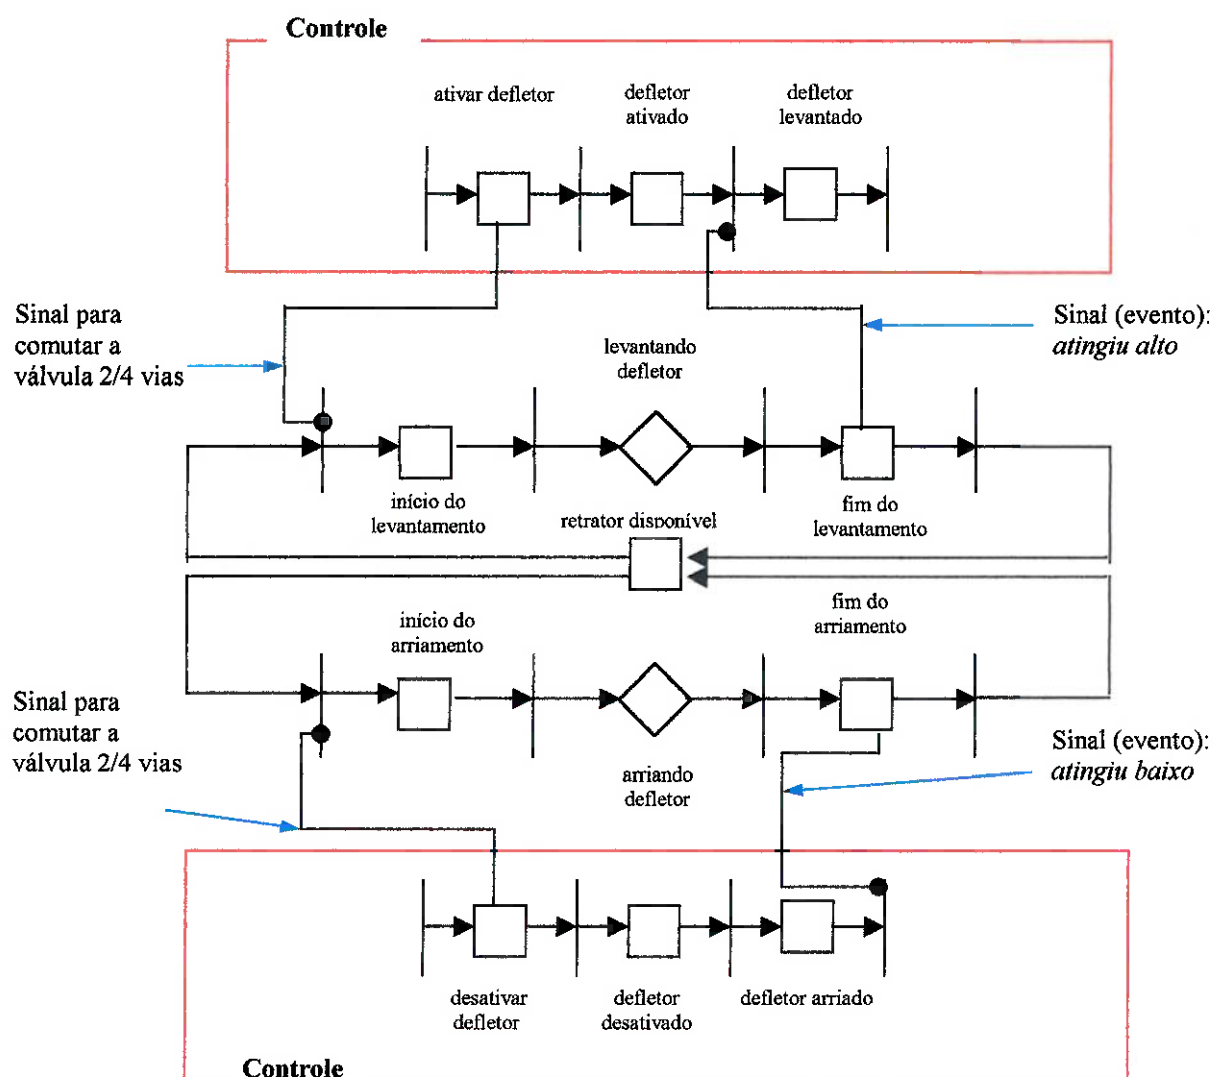 Controle
ativar defletor
defletor
ativado
defletor
levantado
Sinal para
comutar a
válvula 2/4 vias
Sinal (evento):
atingiu alto
levantando
defletor
início do
levantamento
fim do
levantamento
retrator disponível
início do
arriamento
fim do
arriamento
Sinal para
comutar a
válvula 2/4 vias
Sinal (evento):
atingiu baixo
arriando
defletor
desativar
defletor
defletor
desativado
defletor arriado
Controle